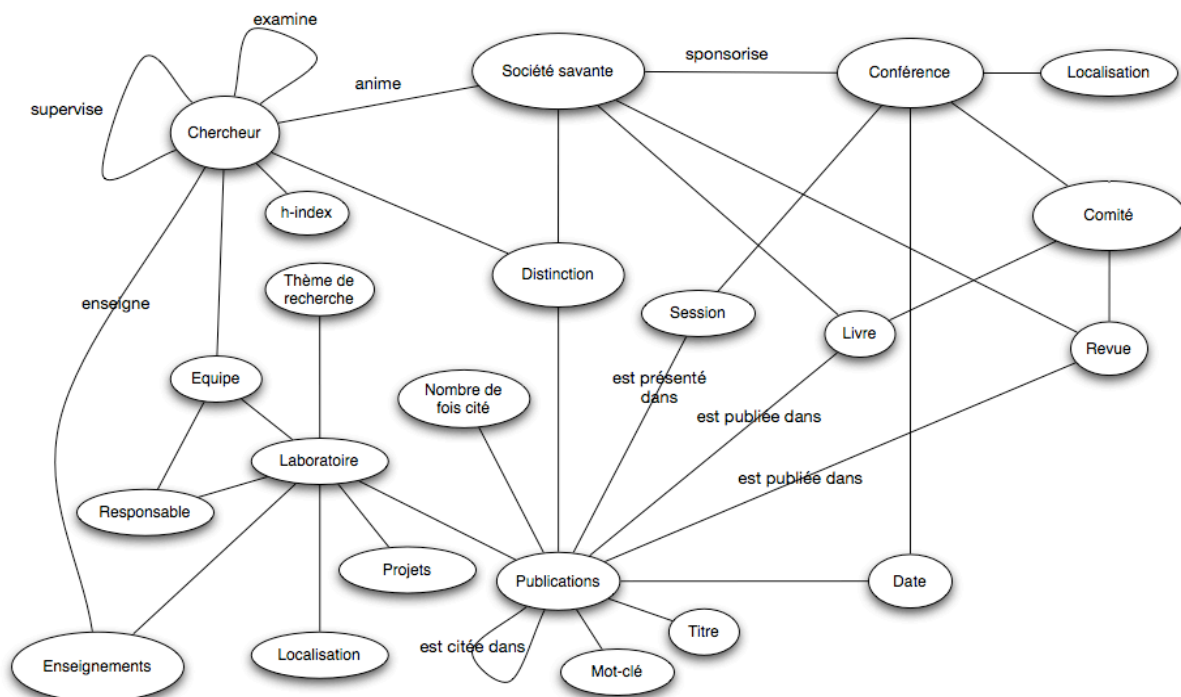 examine
Société savante
sponsorise
Conférence
Localisation
anime
supervise
Chercheur
h-index
Comité
Distinction
Thème de
recherche
enseigne
Session
Livre
Revue
Equipe
Nombre de
fois cité
est présenté
dans
est publiée dans
Laboratoire
est publiée dans
Responsable
Projets
Publications
Date
Titre
est citée dans
Enseignements
Localisation
Mot-clé